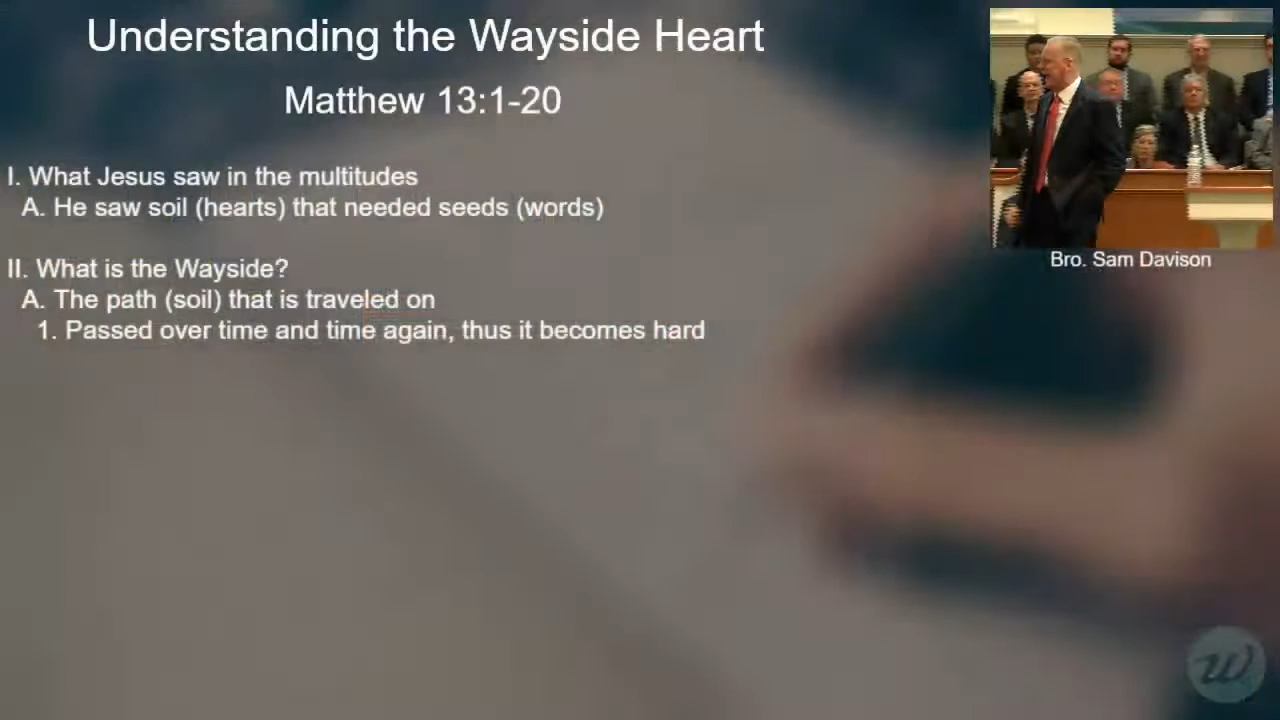 Understanding the Wayside Heart
Matthew 13:1-20
I. What Jesus saw in the multitudes
A. He saw soil (hearts) that needed seeds (words)
II. What is the Wayside?
A. The path (soil) that is traveled on
1. Passed over time and time again, thus it becomes hard
Bro. Sam Davison
w